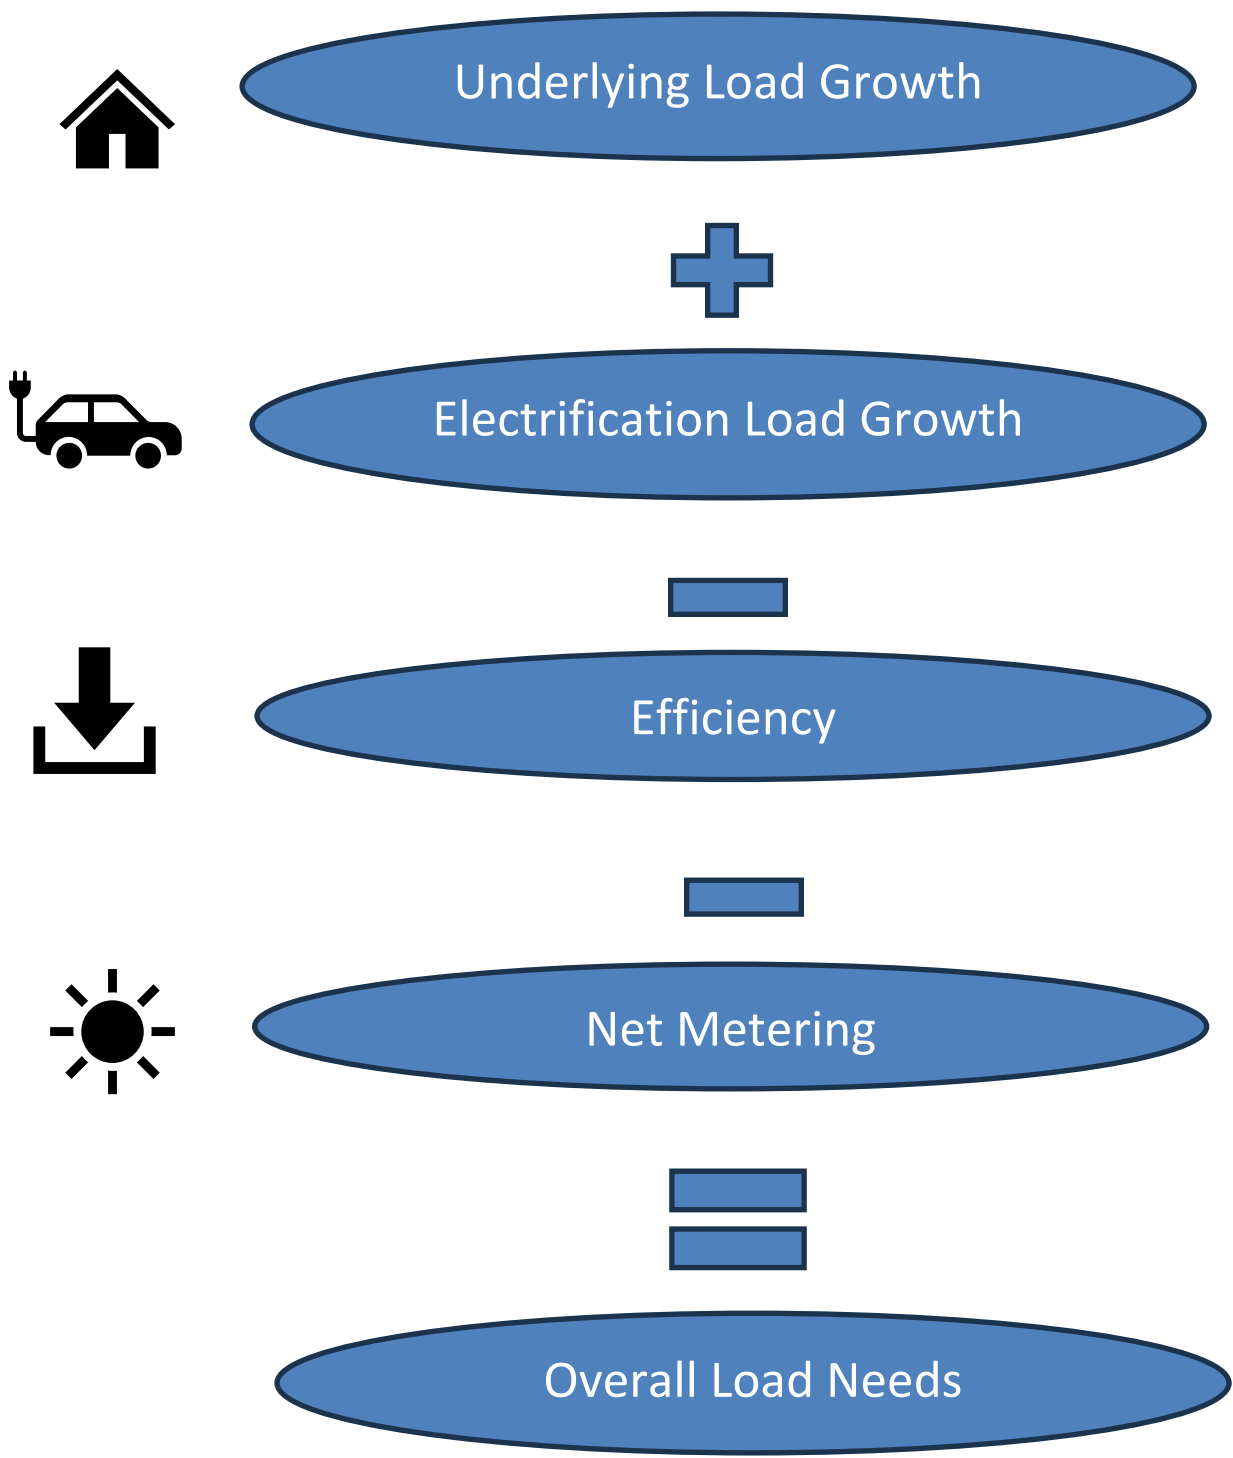 Underlying Load Growth
Electrification Load Growth
Efficiency
Net Metering
Overall Load Needs